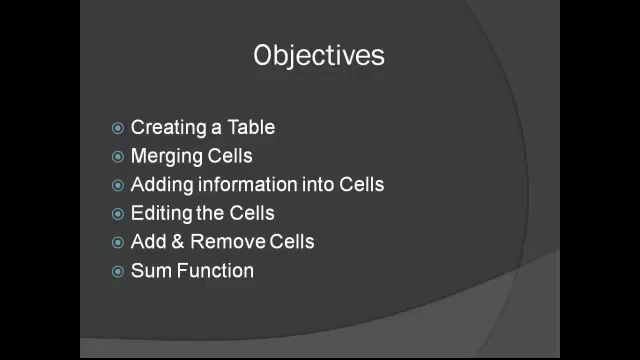 Objectives
Creating a Table
Merging Cells
Adding information into Cells
Editing the Cells
Add & Remove Cells
Sum Function